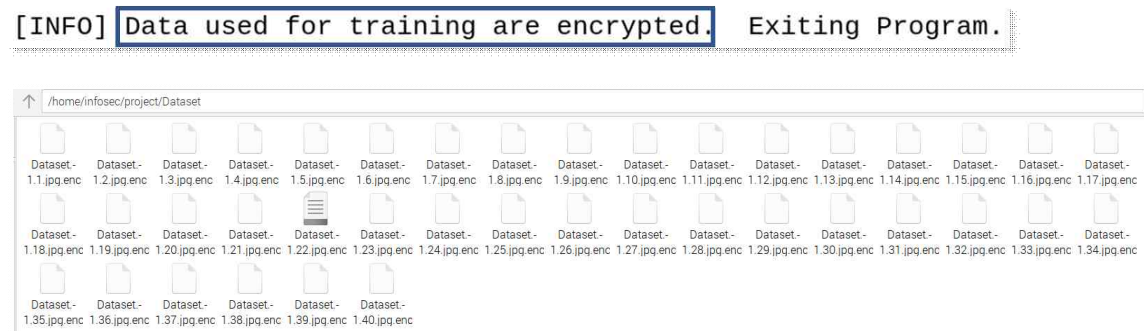 [INFO] Data used for training are encrypted. Exiting Program.
/home/infosec/project/Dataset
Dataset.- Dataset.- Dataset.- Dataset.- Dataset.- Dataset.- Dataset.- Dataset.- Dataset.- Dataset.- Dataset.- Dataset.- Dataset.- Dataset.- Dataset.- Dataset.- Dataset.-
1.1.jpg.enc 1.2.jpg.enc 1.3.jpg.enc 1.4.jpg.enc 1.5.jpg.enc 1.6.jpg.enc 1.7.jpg.enc 1.8.jpg.enc 1.9.jpg.enc 1.10.jpg.enc 1.11.jpg.enc 1.12.jpg.enc 1.13.jpg.enc 1.14.jpg.enc 1.15.jpg.enc 1.16.jpg.enc 1.17.jpg.enc
Dataset.- Dataset.- Dataset.- Dataset.- Dataset.- Dataset.- Dataset.- Dataset.- Dataset.- Dataset.- Dataset.- Dataset.- Dataset.- Dataset.- Dataset.- Dataset.- Dataset.-
1.18.jpg.enc 1.19.jpg.enc 1.20.jpg.enc 1.21.jpg.enc 1.22.jpg.enc 1.23.jpg.enc 1.24.jpg.enc 1.25.jpg.enc 1.26.jpg.enc 1.27.jpg.enc 1.28.jpg.enc 1.29.jpg.enc 1.30.jpg.enc 1.31.jpg.enc 1.32.jpg.enc 1.33.jpg.enc 1.34.jpg.enc
Dataset.- Dataset.- Dataset.- Dataset.- Dataset.- Dataset.-
1.35.jpg.enc 1.36.jpg.enc 1.37.jpg.enc 1.38.jpg.enc 1.39.jpg.enc 1.40.jpg.enc